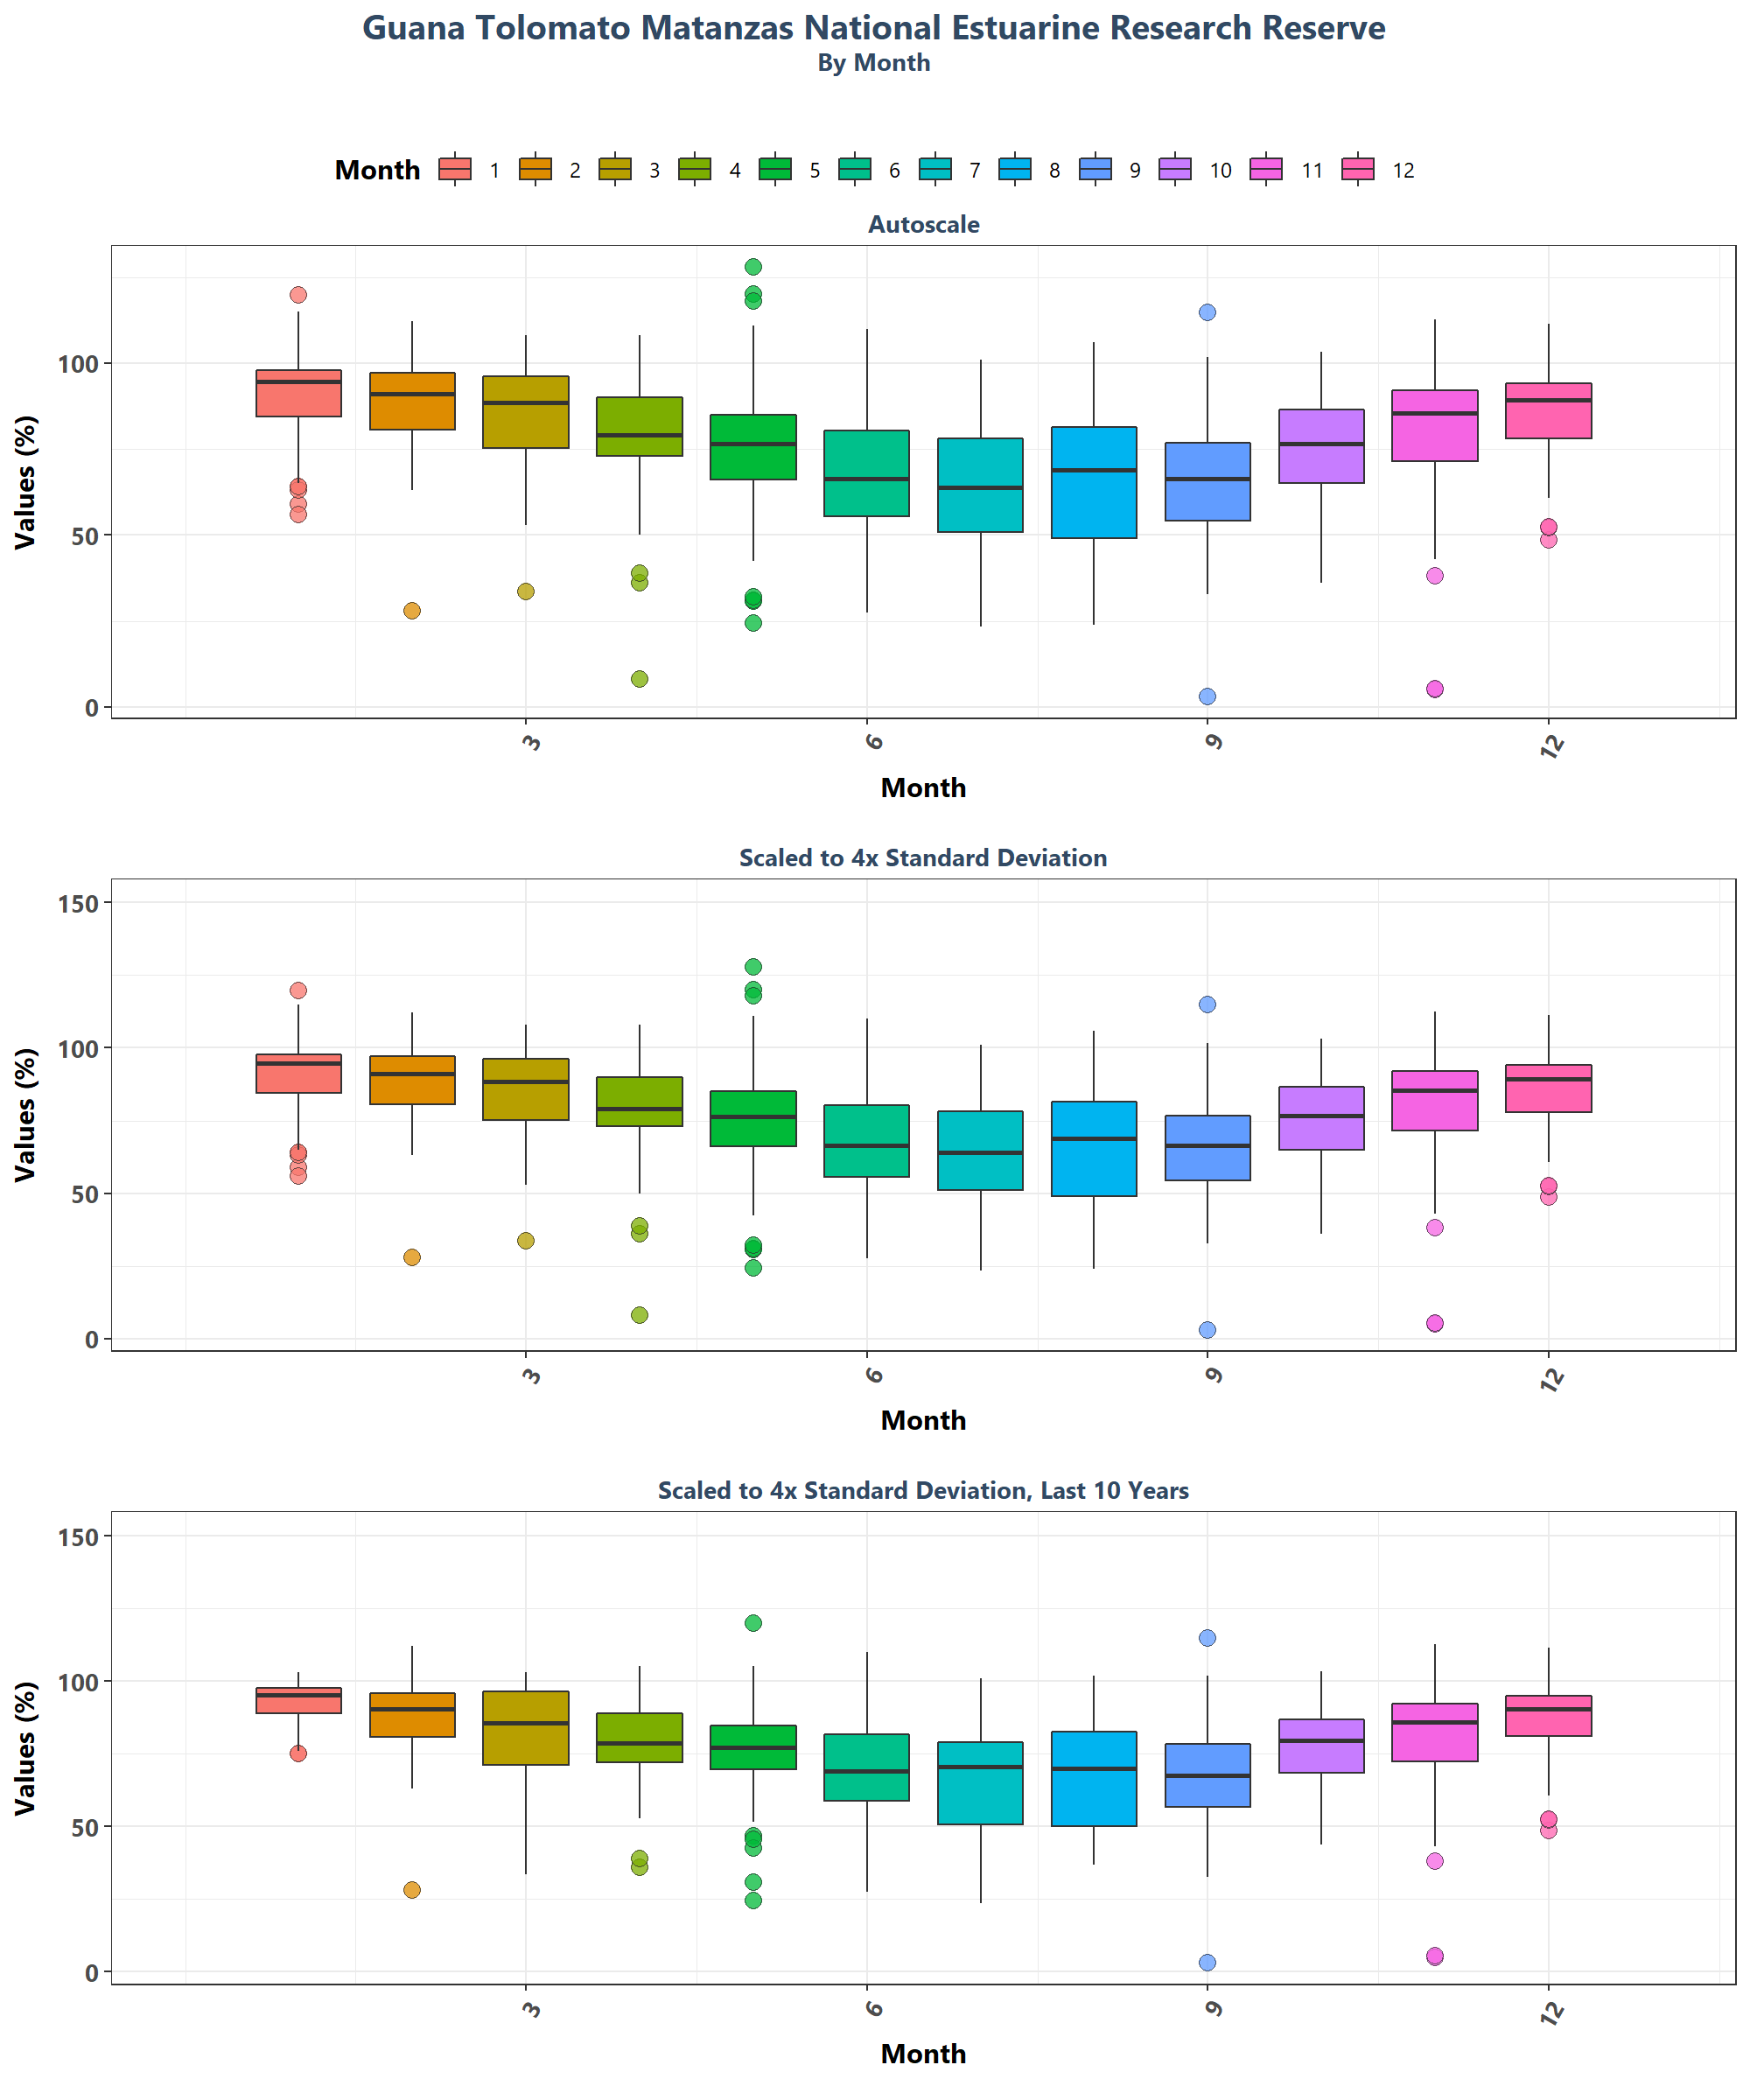 Guana Tolomato Matanzas National Estuarine Research Reserve
By Month
Month 1 2 3 4 5 6 7 8 9 10 11 12
Autoscale
Values (%)
100
50
0
3 6 9 12
Month
Scaled to 4x Standard Deviation
Values (%)
150
100
50
0
3 6 9 12
Month
Scaled to 4x Standard Deviation, Last 10 Years
Values (%)
150
100
50
0
3 6 9 12
Month